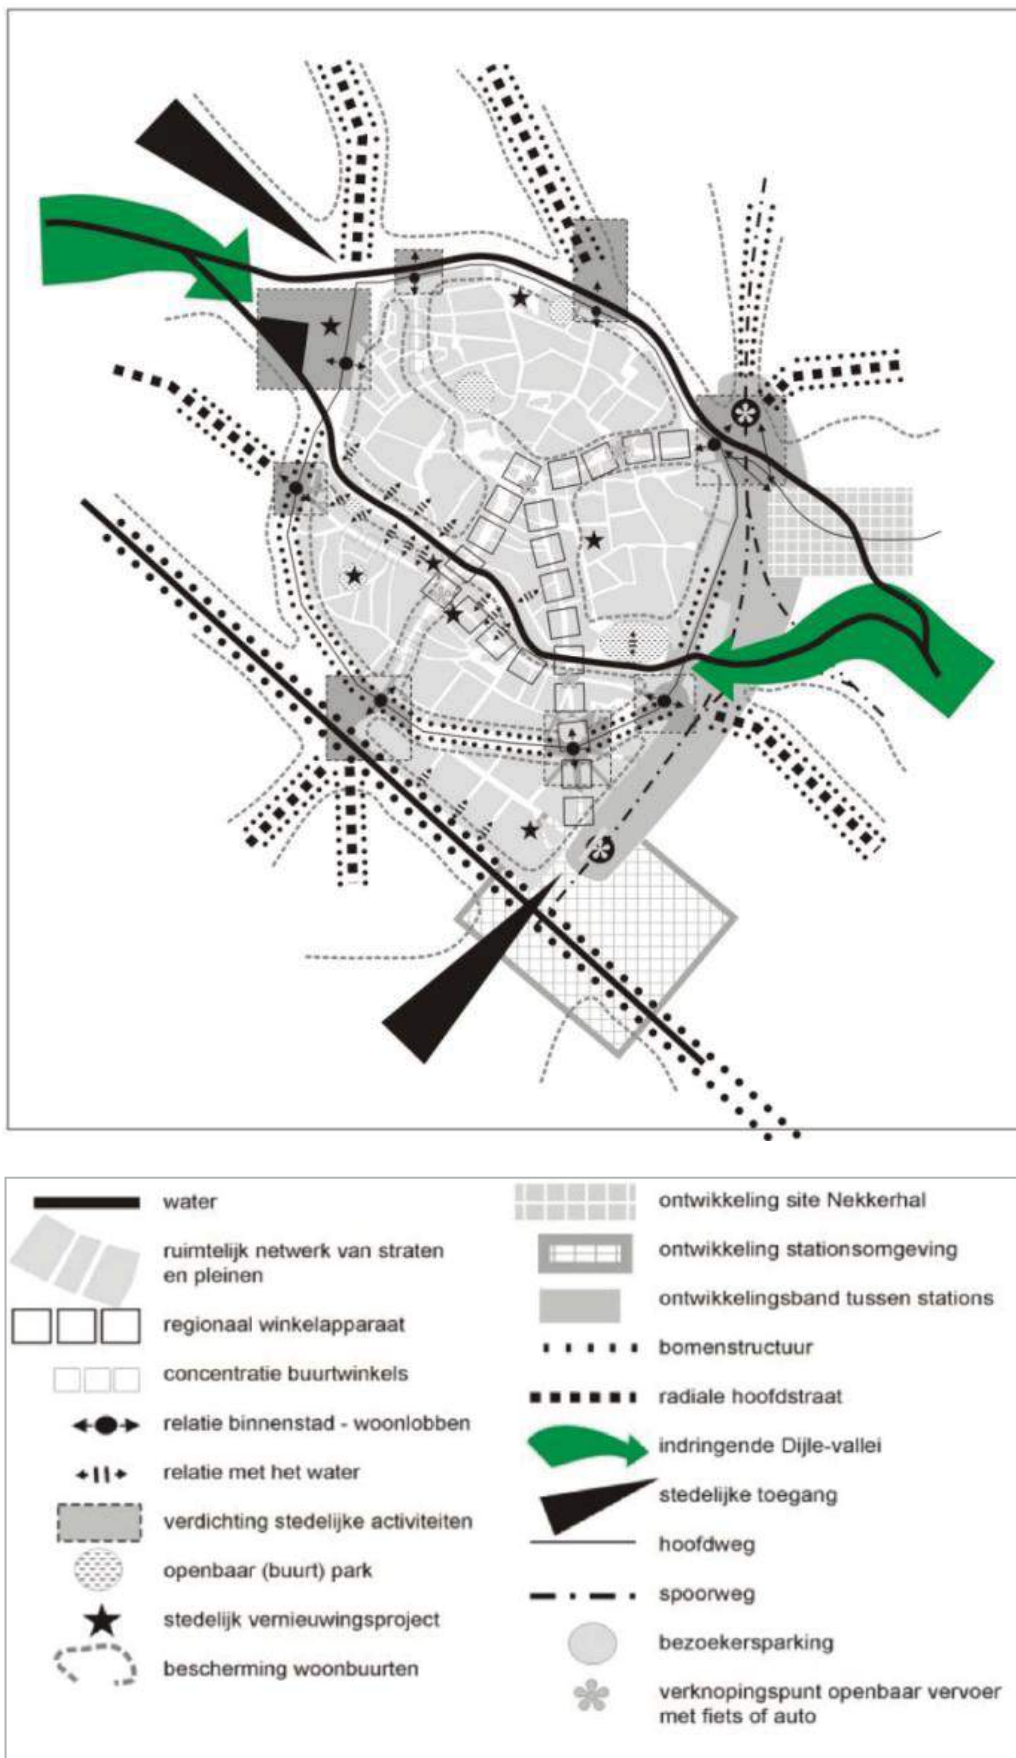 water
ruimtelijk netwerk van straten
en pleinen
regionaal winkelapparaat
concentratie buurtwinkels
relatie binnenstad - woonlobben
relatie met het water
verdichting stedelijke activiteiten
openbaar (buurt) park
stedelijk vernieuwingsproject
bescherming woonbuurten
ontwikkeling site Nekkerhal
ontwikkeling stationsomgeving
ontwikkelingsband tussen stations
bomenstructuur
radiale hoofdstraat
indringende Dijle-vallei
stedelijke toegang
hoofdweg
spoorweg
bezoekersparking
verknopingspunt openbaar vervoer
met fiets of auto